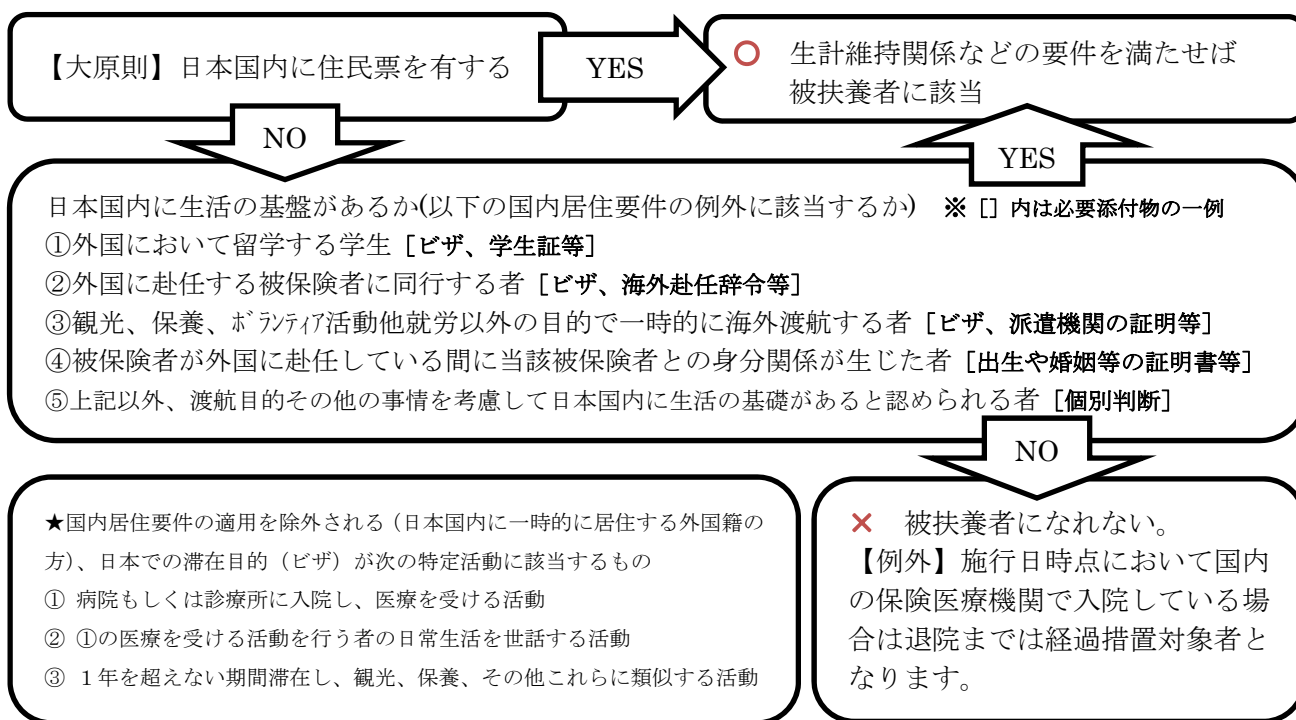 【大原則】日本国内に住民票を有する
YES
○ 生計維持関係などの要件を満たせば
被扶養者に該当
NO
YES
日本国内に生活の基盤があるか(以下の国内居住要件の例外に該当するか) ※［］内は必要添付物の一例
①外国において留学する学生［ビザ、学生証等］
②外国に赴任する被保険者に同行する者［ビザ、海外赴任辞令等］
③観光、保養、ﾎﾞﾗﾝﾃｨｱ活動他就労以外の目的で一時的に海外渡航する者［ビザ、派遣機関の証明等］
④被保険者が外国に赴任している間に当該被保険者との身分関係が生じた者［出生や婚姻等の証明書等］
⑤上記以外、渡航目的その他の事情を考慮して日本国内に生活の基礎があると認められる者［個別判断］
NO
★国内居住要件の適用を除外される（日本国内に一時的に居住する外国籍の
方）、日本での滞在目的（ビザ）が次の特定活動に該当するもの
① 病院もしくは診療所に入院し、医療を受ける活動
② ①の医療を受ける活動を行う者の日常生活を世話する活動
③ １年を超えない期間滞在し、観光、保養、その他これらに類似する活動
× 被扶養者になれない。
【例外】施行日時点において国内
の保険医療機関で入院している場
合は退院までは経過措置対象者と
なります。